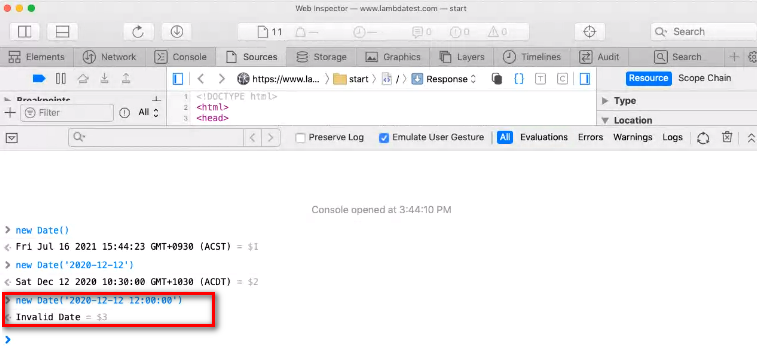 Web Inspector — www.lambdatest.com — start
11 — — 0 0 0 Search
Elements Network Console Sources Storage Graphics Layers Timelines Audit Search
https://www.la... start / Response {} T C Resource Scope Chain
Breakpoints
Filter All
1 <!DOCTYPE html>
2 <html>
3 <head>
Type
Location
Preserve Log Emulate User Gesture All Evaluations Errors Warnings Logs
Console opened at 3:44:10 PM
> new Date()
Fri Jul 16 2021 15:44:23 GMT+0930 (ACST) = $1
> new Date('2020-12-12')
Sat Dec 12 2020 10:30:00 GMT+1030 (ACDT) = $2
> new Date('2020-12-12 12:00:00')
Invalid Date = $3
>